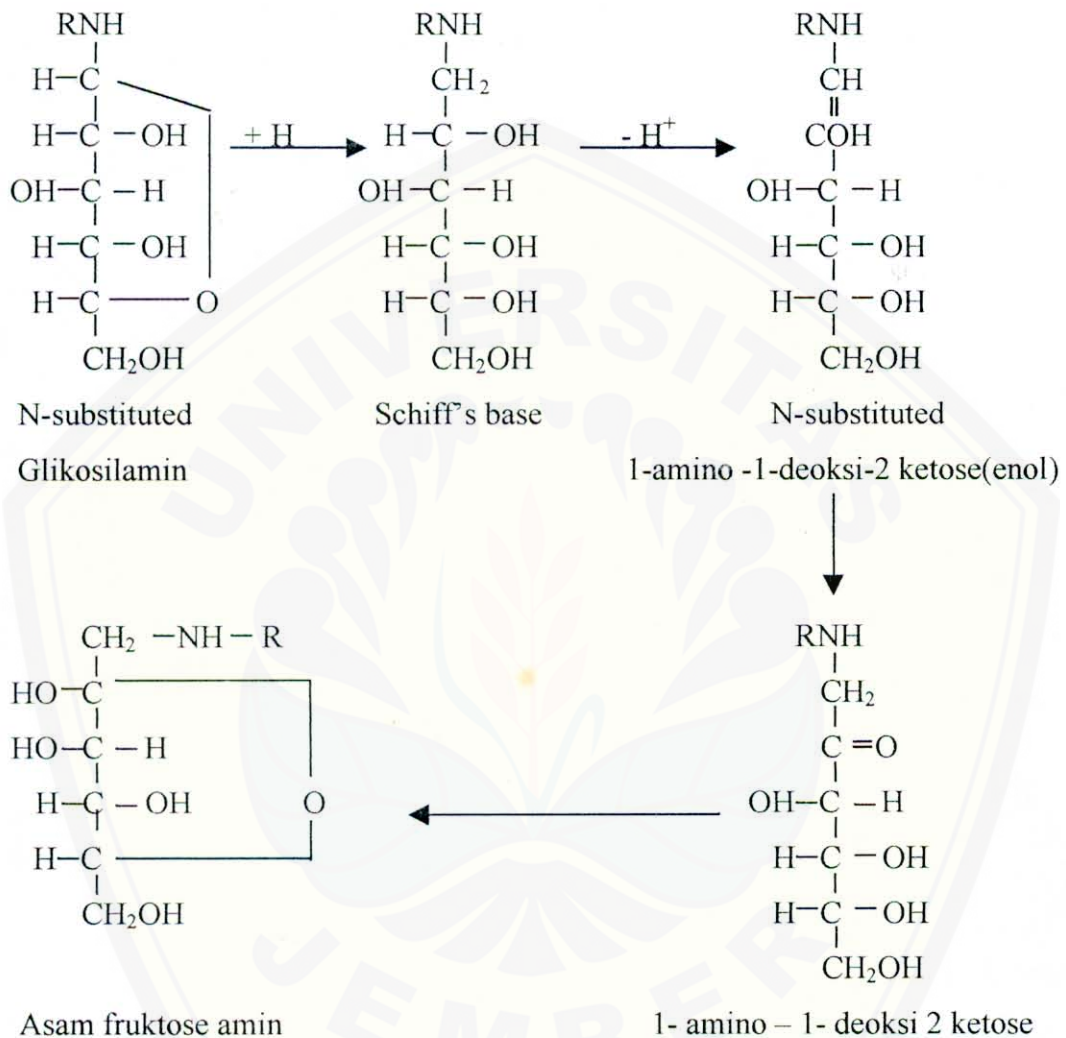 RNH
H-C
H-C-OH
OH-C-H
H-C-OH
H-C-O
CH₂OH
N-substituted
Glikosilamin
+ H
RNH
CH₂
H-C-OH
OH-C-H
H-C-OH
H-C-OH
CH₂OH
Schiff's base
- H⁺
RNH
CH
COH
OH-C-H
H-C-OH
H-C-OH
CH₂OH
N-substituted
1-amino -1-deoksi-2 ketose(enol)
RNH
CH₂
C=O
OH-C-H
H-C-OH
H-C-OH
CH₂OH
1- amino – 1- deoksi 2 ketose
CH₂-NH-R
HO-C
HO-C-H
H-C-OH O
H-C
CH₂OH
Asam fruktose amin
UNIVERSITAS
JEMBER